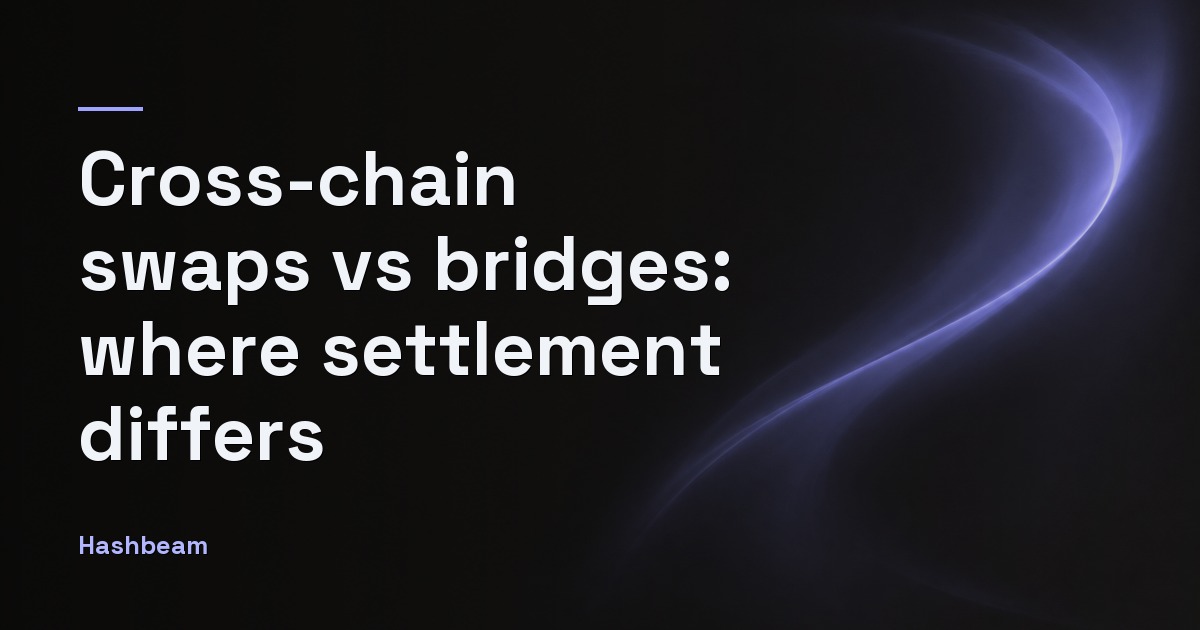 Cross-chain
swaps vs bridges:
where settlement
differs
Hashbeam